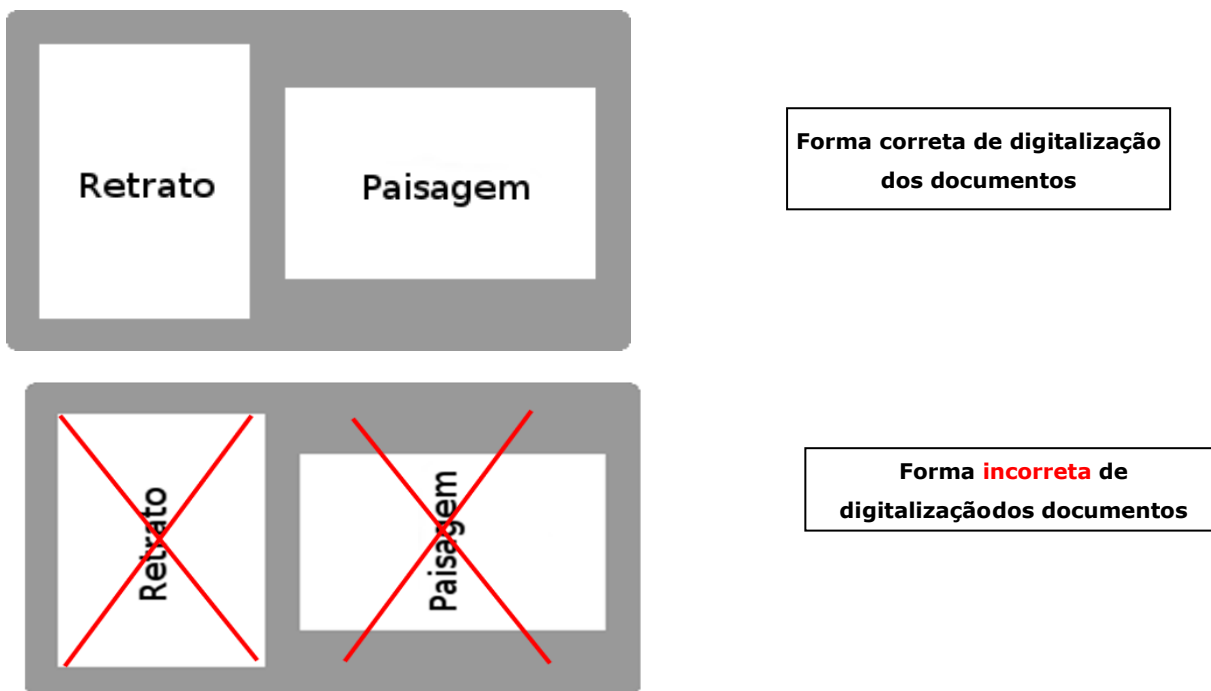 Retrato
Paisagem
Forma correta de digitalização
dos documentos
Retrato
Paisagem
Forma incorreta de
digitalizaçãodos documentos